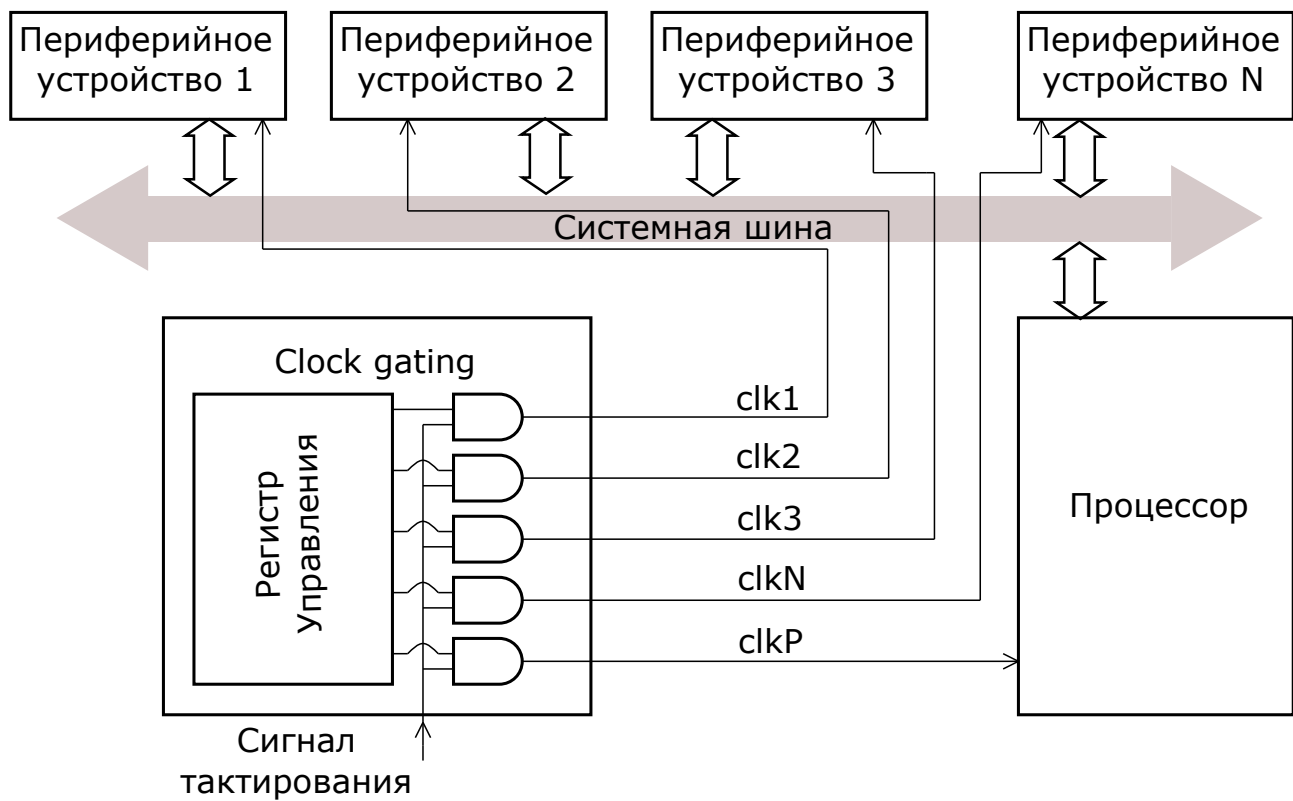 Периферийное
устройство 1
Периферийное
устройство 2
Периферийное
устройство 3
Периферийное
устройство N
Системная шина
Clock gating
Регистр
Управления
clk1
clk2
clk3
clkN
clkP
Процессор
Сигнал
тактирования